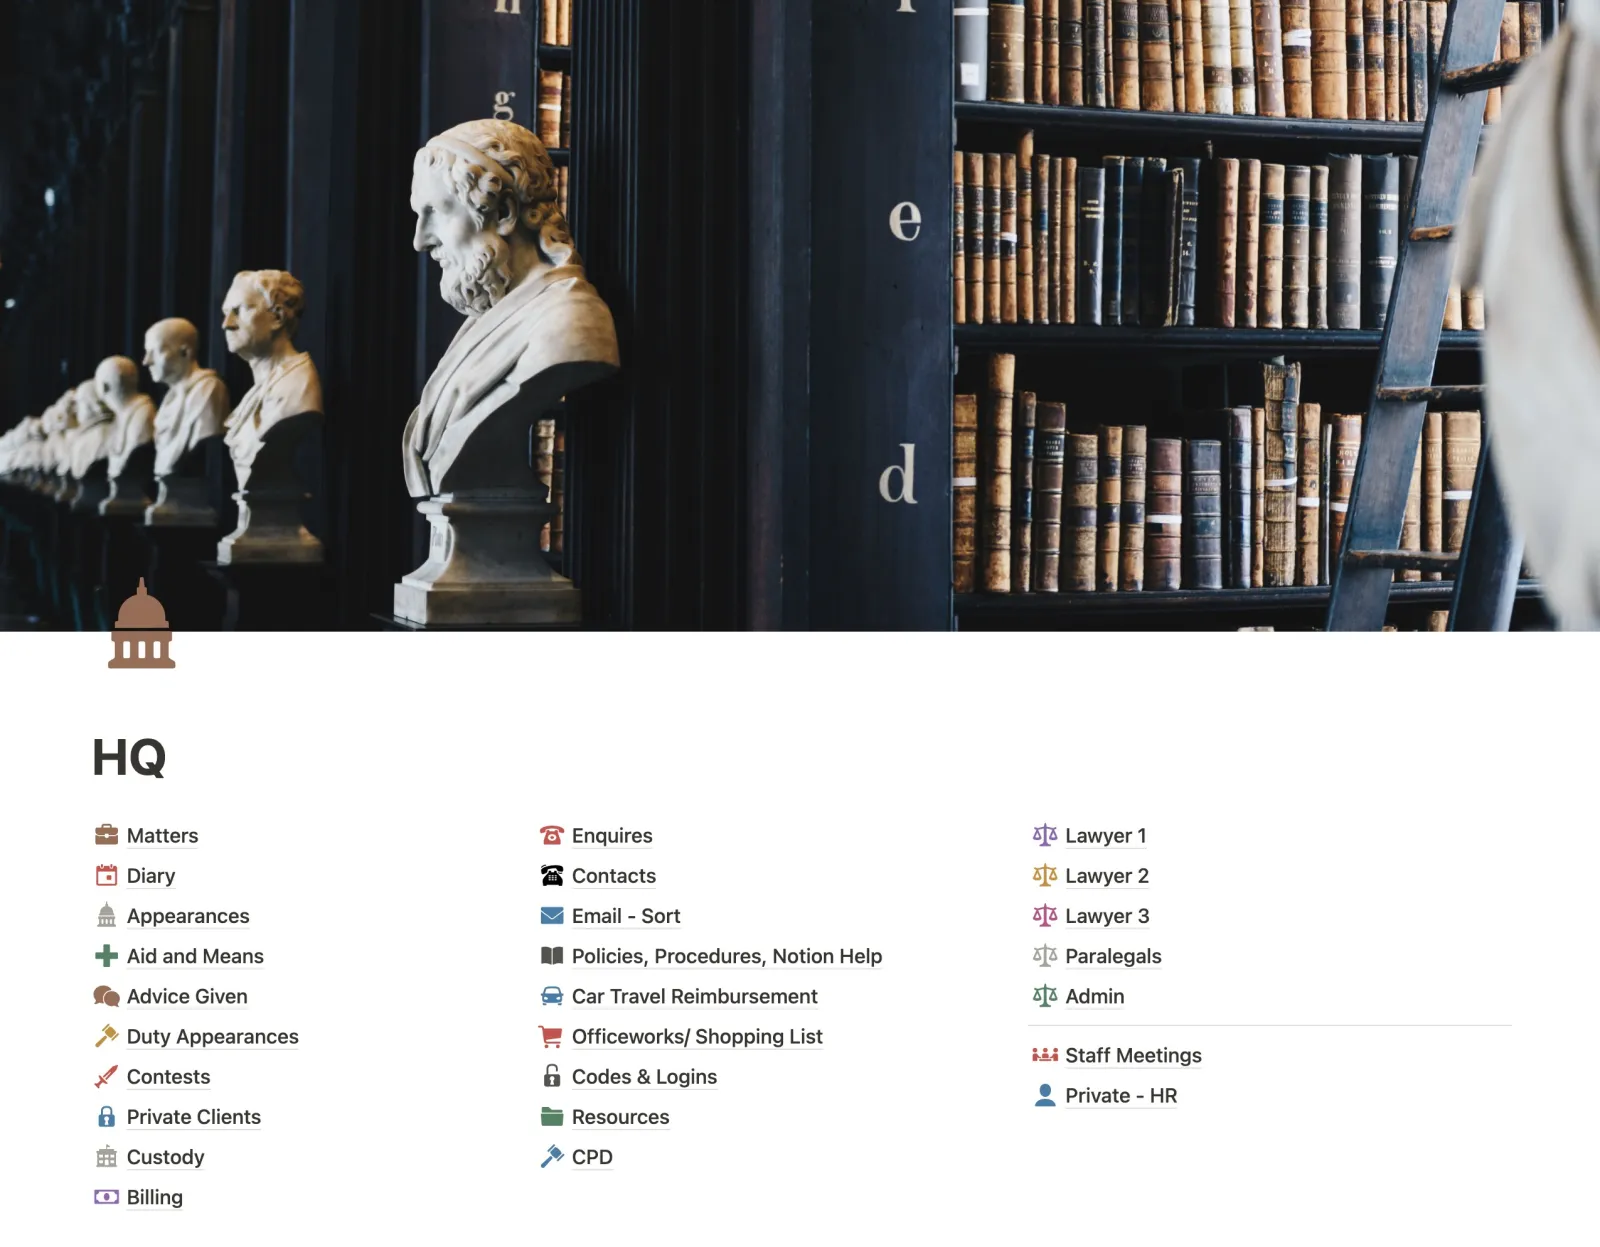 n
g
e
d
HQ
Matters
Diary
Appearances
Aid and Means
Advice Given
Duty Appearances
Contests
Private Clients
Custody
Billing
Enquires
Contacts
Email - Sort
Policies, Procedures, Notion Help
Car Travel Reimbursement
Officeworks/ Shopping List
Codes & Logins
Resources
CPD
Lawyer 1
Lawyer 2
Lawyer 3
Paralegals
Admin
Staff Meetings
Private - HR